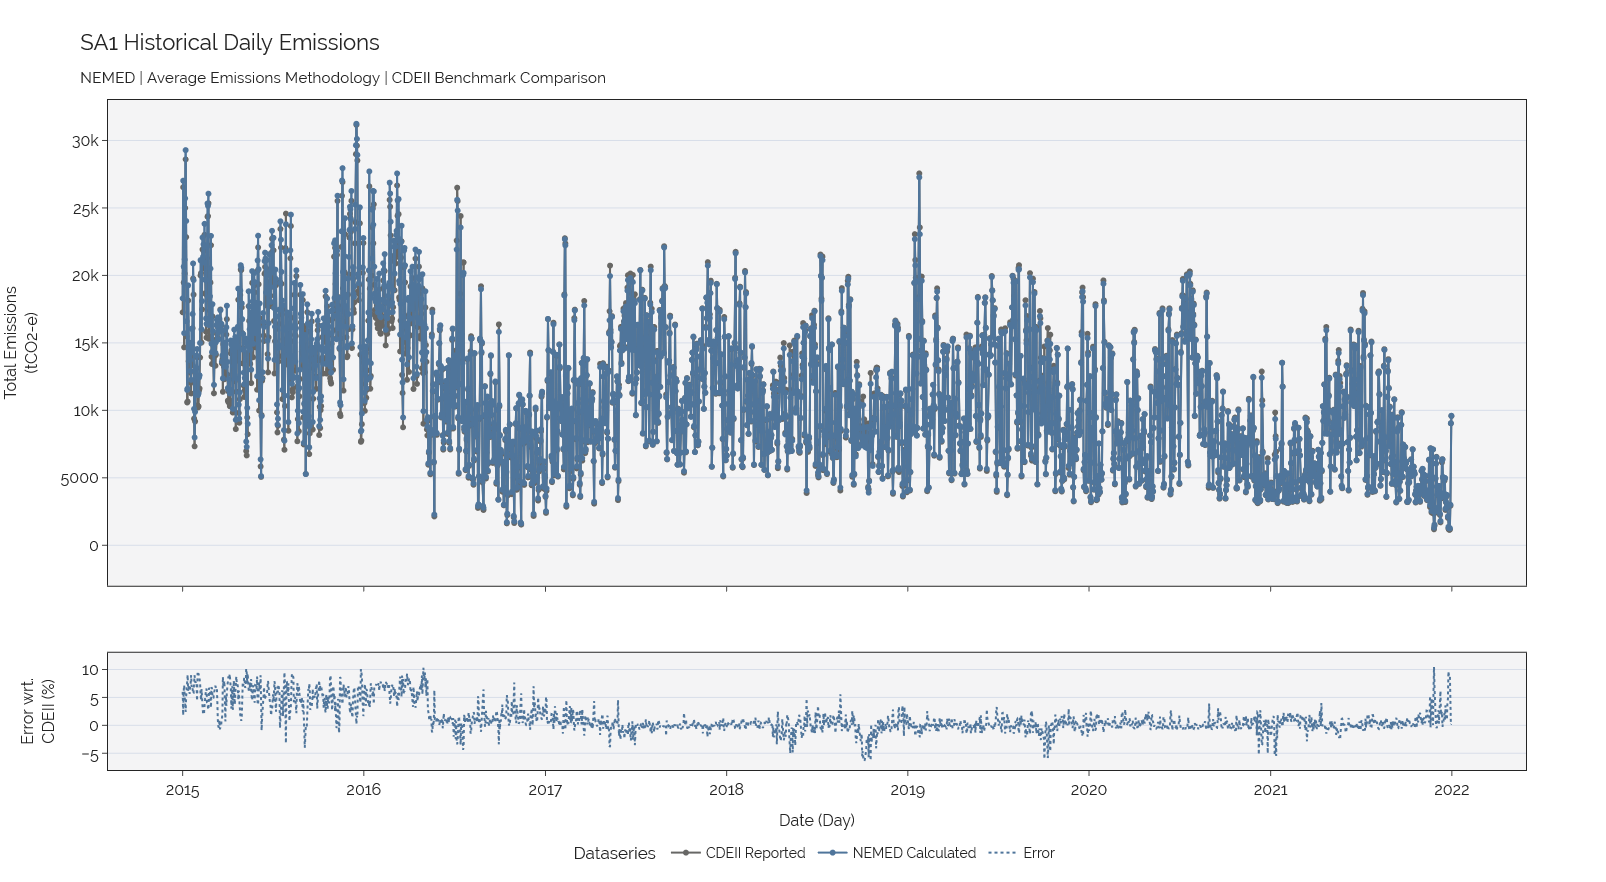 SA1 Historical Daily Emissions
NEMED | Average Emissions Methodology | CDEII Benchmark Comparison
Total Emissions
(tCO2-e)
30k
25k
20k
15k
10k
5000
0
Error wrt.
CDEII (%)
10
5
0
−5
2015 2016 2017 2018 2019 2020 2021 2022
Date (Day)
Dataseries CDEII Reported NEMED Calculated Error